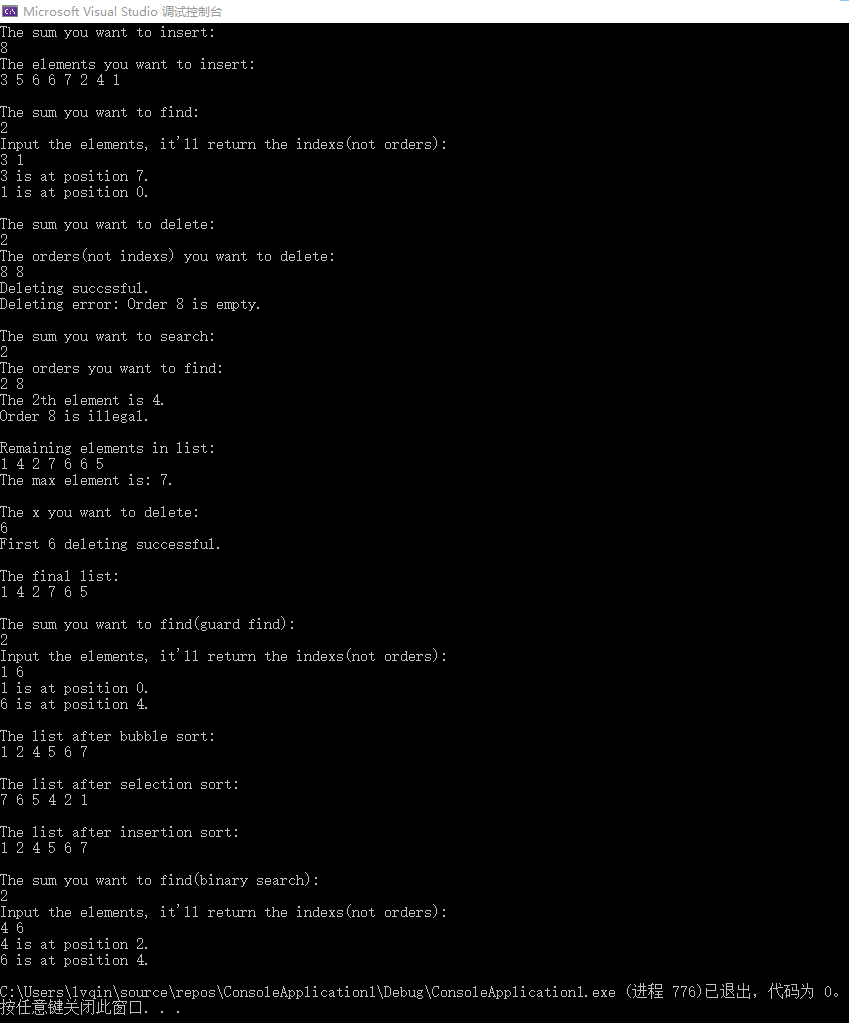 Microsoft Visual Studio 调试控制台
The sum you want to insert:
8
The elements you want to insert:
3 5 6 6 7 2 4 1
The sum you want to find:
2
Input the elements, it'll return the indexs(not orders):
3 1
3 is at position 7.
1 is at position 0.
The sum you want to delete:
2
The orders(not indexs) you want to delete:
8 8
Deleting succssful.
Deleting error: Order 8 is empty.
The sum you want to search:
2
The orders you want to find:
2 8
The 2th element is 4.
Order 8 is illegal.
Remaining elements in list:
1 4 2 7 6 6 5
The max element is: 7.
The x you want to delete:
6
First 6 deleting successful.
The final list:
1 4 2 7 6 5
The sum you want to find(guard find):
2
Input the elements, it'll return the indexs(not orders):
1 6
1 is at position 0.
6 is at position 4.
The list after bubble sort:
1 2 4 5 6 7
The list after selection sort:
7 6 5 4 2 1
The list after insertion sort:
1 2 4 5 6 7
The sum you want to find(binary search):
2
Input the elements, it'll return the indexs(not orders):
4 6
4 is at position 2.
6 is at position 4.
C:\Users\lvqin\source\repos\ConsoleApplication1\Debug\ConsoleApplication1.exe (进程 776)已退出，代码为 0。
按任意键关闭此窗口. . .